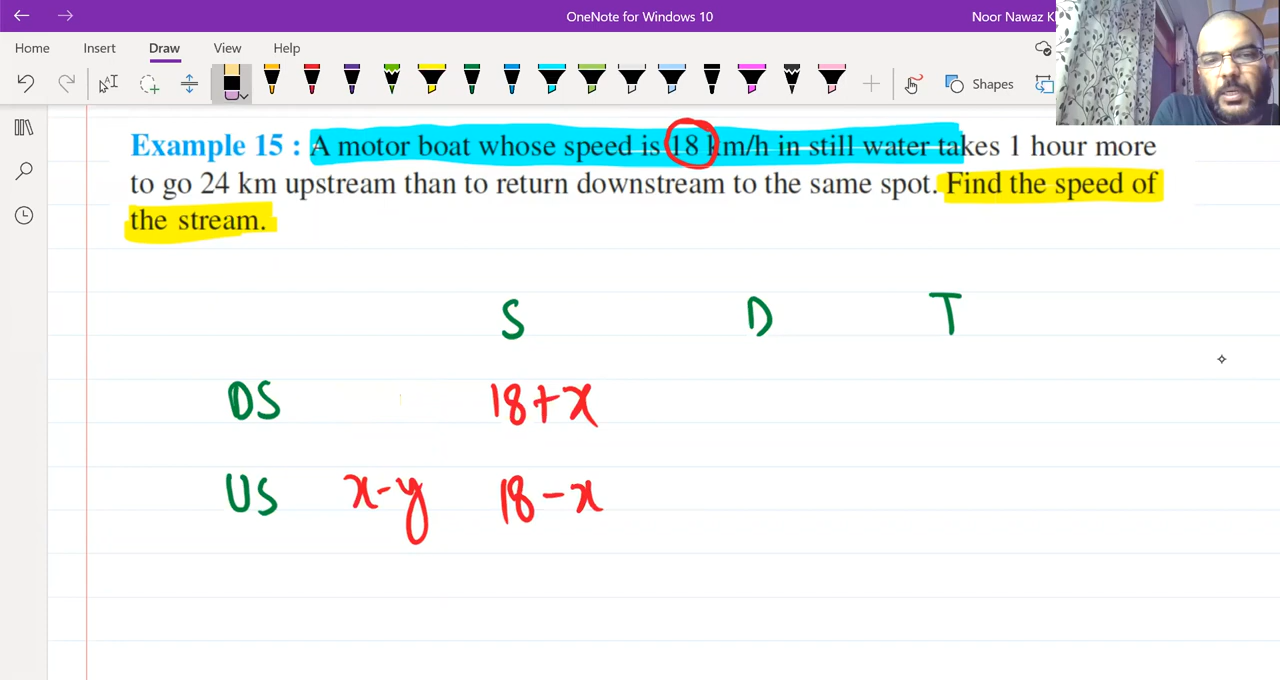 OneNote for Windows 10
Noor Nawaz K
Home Insert Draw View Help
Shapes
Example 15 : A motor boat whose speed is 18 km/h in still water takes 1 hour more
to go 24 km upstream than to return downstream to the same spot. Find the speed of
the stream.
S D T
DS 18+x
US x-y 18-x